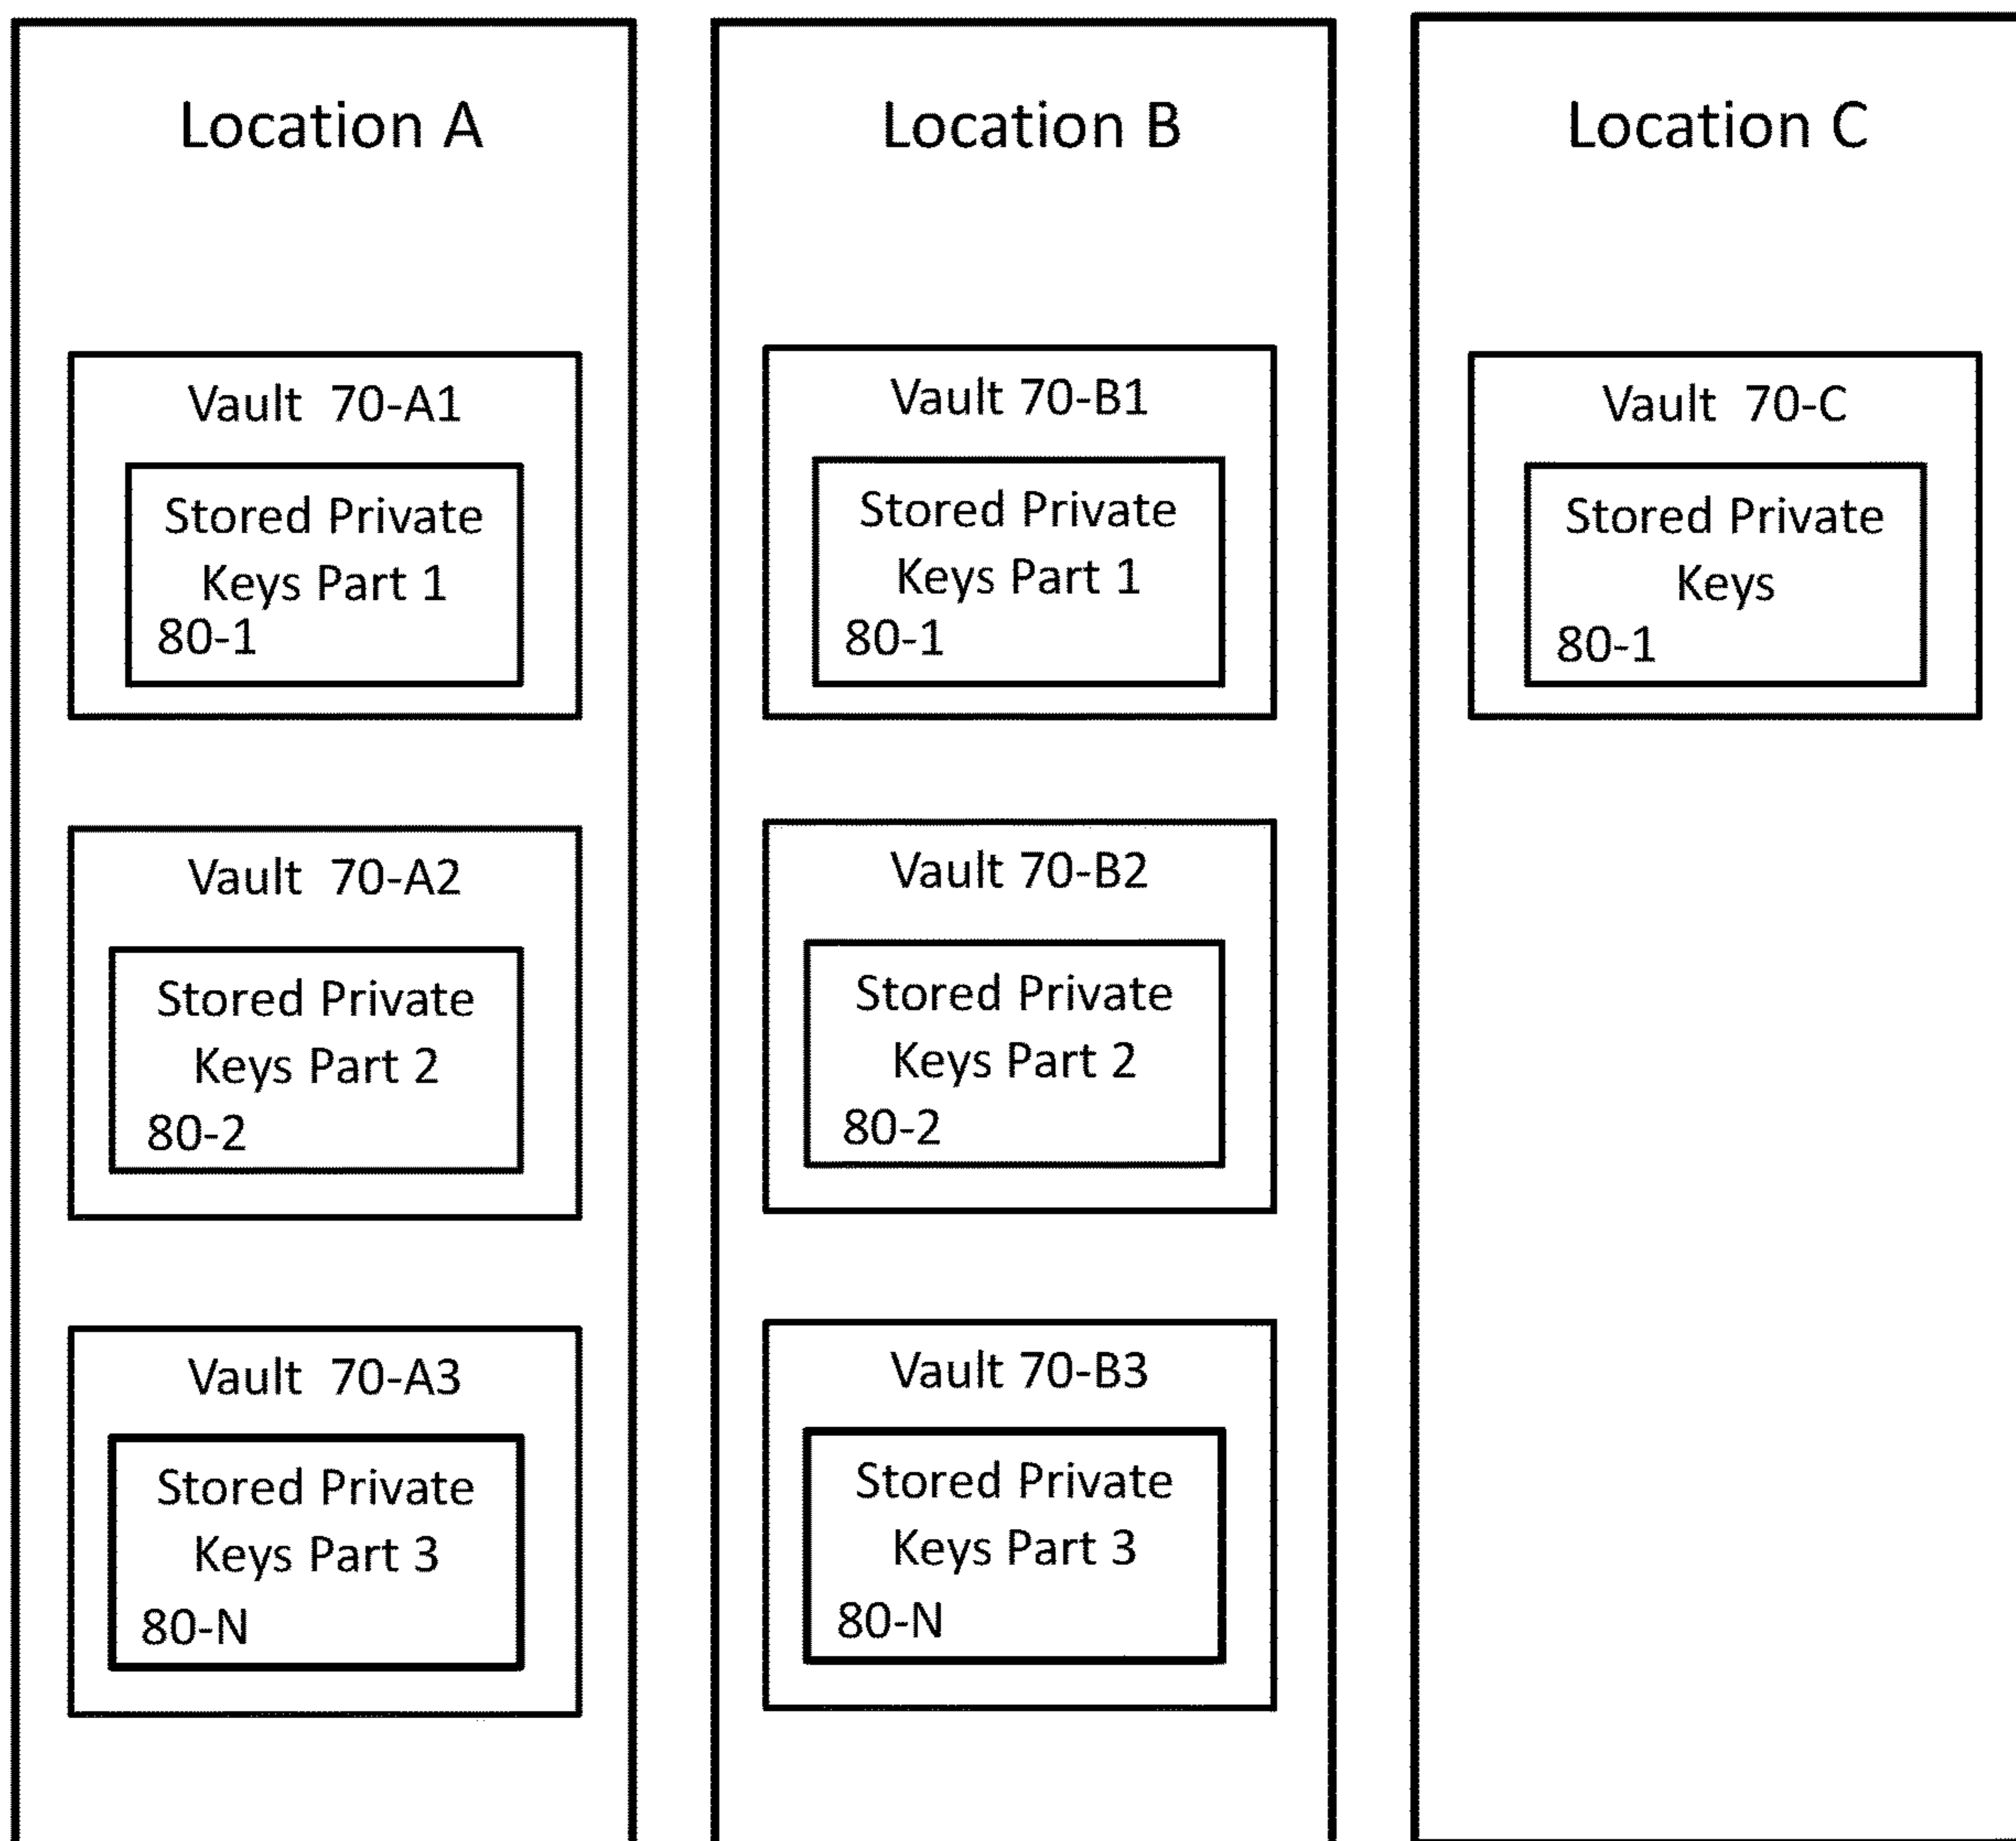 Location A
Vault 70-A1
Stored Private
Keys Part 1
80-1
Vault 70-A2
Stored Private
Keys Part 2
80-2
Vault 70-A3
Stored Private
Keys Part 3
80-N
Location B
Vault 70-B1
Stored Private
Keys Part 1
80-1
Vault 70-B2
Stored Private
Keys Part 2
80-2
Vault 70-B3
Stored Private
Keys Part 3
80-N
Location C
Vault 70-C
Stored Private
Keys
80-1